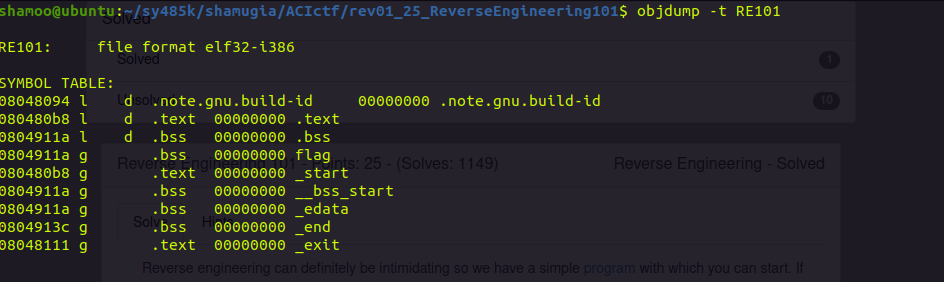 shamoo@ubuntu:~/sy485k/shamugia/ACIctf/rev01_25_ReverseEngineering101$ objdump -t RE101
Solved
RE101:     file format elf32-i386
Solved 1
SYMBOL TABLE:
08048094 l    d  .note.gnu.build-id     00000000 .note.gnu.build-id
Unsolved 10
080480b8 l    d  .text  00000000 .text
0804911a l    d  .bss   00000000 .bss
0804911a g       .bss   00000000 flag
Reverse Engineering 101 - Points: 25 - (Solves: 1149) Reverse Engineering - Solved
080480b8 g       .text  00000000 _start
0804911a g       .bss   00000000 __bss_start
0804911a g       .bss   00000000 _edata
0804913c g       .bss   00000000 _end
Solve Hints
08048111 g       .text  00000000 _exit
Reverse engineering can definitely be intimidating so we have a simple program with which you can start. If